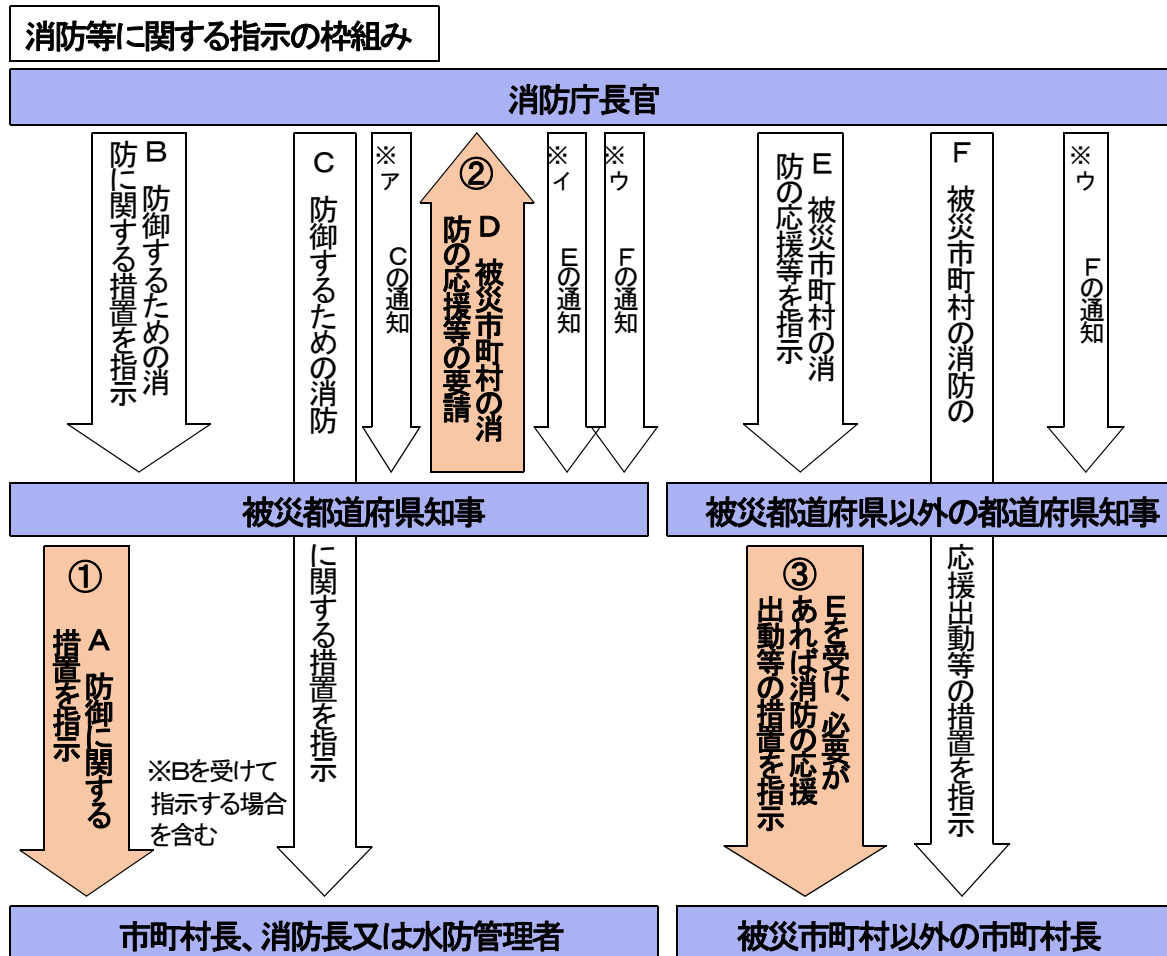 消防等に関する指示の枠組み
消防庁長官
B 防御するための消
防に関する措置を指示
C 防御するための消防
に関する措置を指示
※ア Cの通知
②
D 被災市町村の消
防の応援等の要請
※イ Eの通知
※ウ Fの通知
E 被災市町村の消
防の応援等を指示
F 被災市町村の消防の
応援出動等の措置を指示
※ウ Fの通知
被災都道府県知事
被災都道府県以外の都道府県知事
①
A 防御に関する
措置を指示
※Bを受けて
指示する場合
を含む
③
Eを受け、必要が
あれば消防の応援
出動等の措置を指示
市町村長、消防長又は水防管理者
被災市町村以外の市町村長